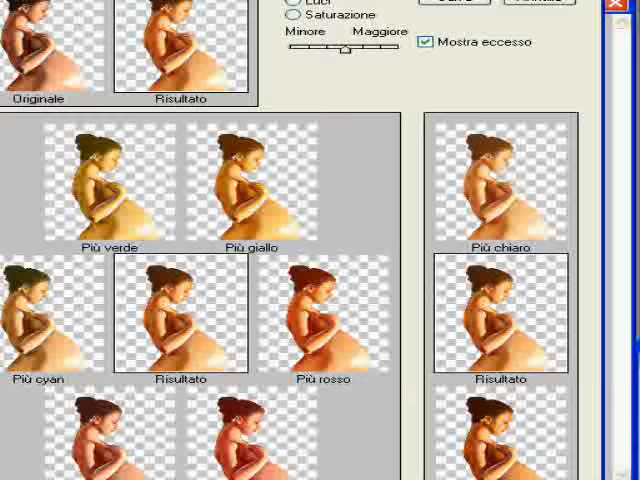 Luci
Saturazione
Minore Maggiore
Mostra eccesso
Originale Risultato
Più verde Più giallo Più chiaro
Più cyan Risultato Più rosso Risultato